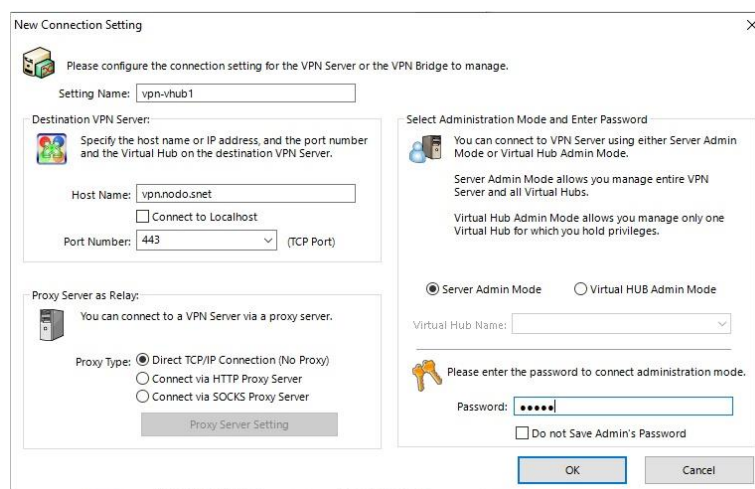 New Connection Setting
Please configure the connection setting for the VPN Server or the VPN Bridge to manage.
Setting Name: vpn-vhub1
Destination VPN Server:
Specify the host name or IP address, and the port number
and the Virtual Hub on the destination VPN Server.
Host Name: vpn.nodo.snet
Connect to Localhost
Port Number: 443 (TCP Port)
Proxy Server as Relay:
You can connect to a VPN Server via a proxy server.
Proxy Type: Direct TCP/IP Connection (No Proxy)
Connect via HTTP Proxy Server
Connect via SOCKS Proxy Server
Proxy Server Setting
Select Administration Mode and Enter Password
You can connect to VPN Server using either Server Admin
Mode or Virtual Hub Admin Mode.
Server Admin Mode allows you manage entire VPN
Server and all Virtual Hubs.
Virtual Hub Admin Mode allows you manage only one
Virtual Hub for which you hold privileges.
Server Admin Mode Virtual HUB Admin Mode
Virtual Hub Name:
Please enter the password to connect administration mode.
Password: •••••
Do not Save Admin's Password
OK Cancel